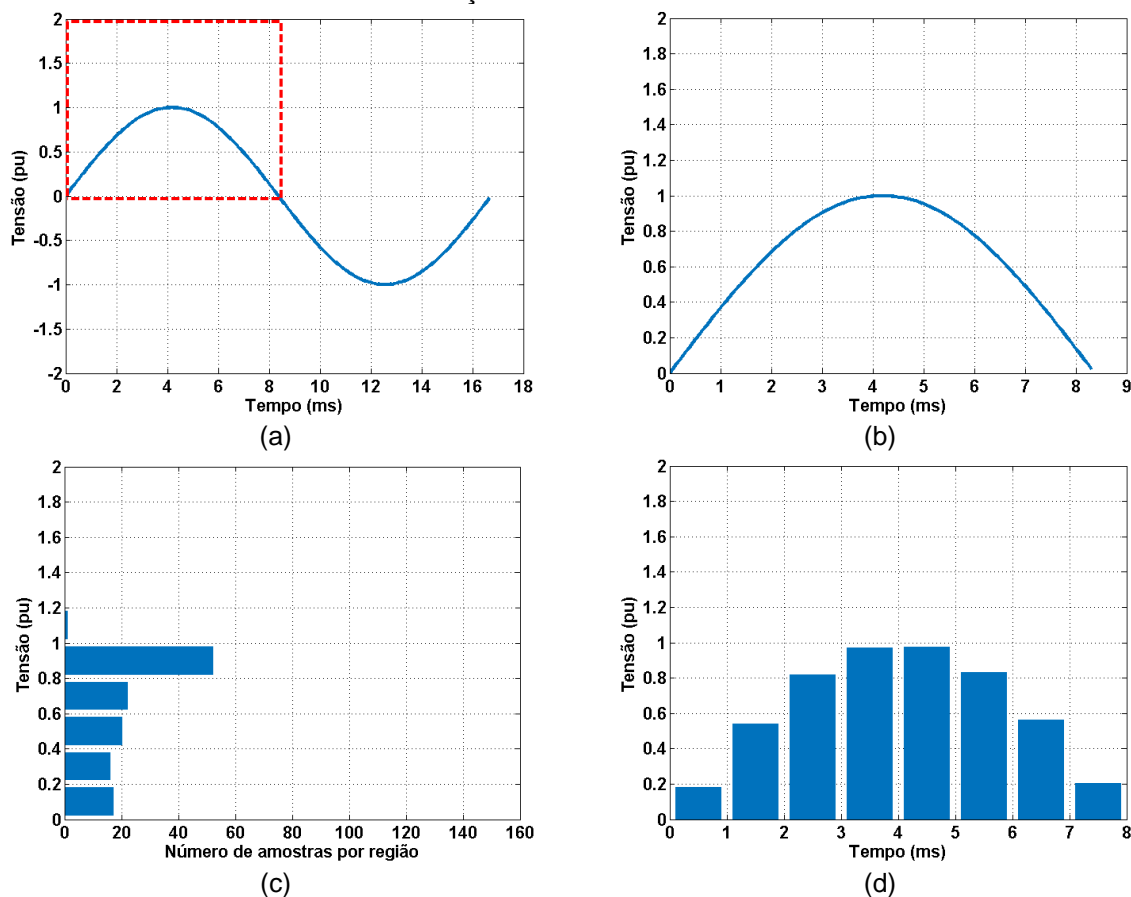 2
1.5
1
0.5
0
-0.5
-1
-1.5
-2
Tensão (pu)
0 2 4 6 8 10 12 14 16 18
Tempo (ms)
(a)
2
1.8
1.6
1.4
1.2
1
0.8
0.6
0.4
0.2
0
Tensão (pu)
0 1 2 3 4 5 6 7 8 9
Tempo (ms)
(b)
2
1.8
1.6
1.4
1.2
1
0.8
0.6
0.4
0.2
0
Tensão (pu)
0 20 40 60 80 100 120 140 160
Número de amostras por região
(c)
2
1.8
1.6
1.4
1.2
1
0.8
0.6
0.4
0.2
0
Tensão (pu)
0 1 2 3 4 5 6 7 8
Tempo (ms)
(d)